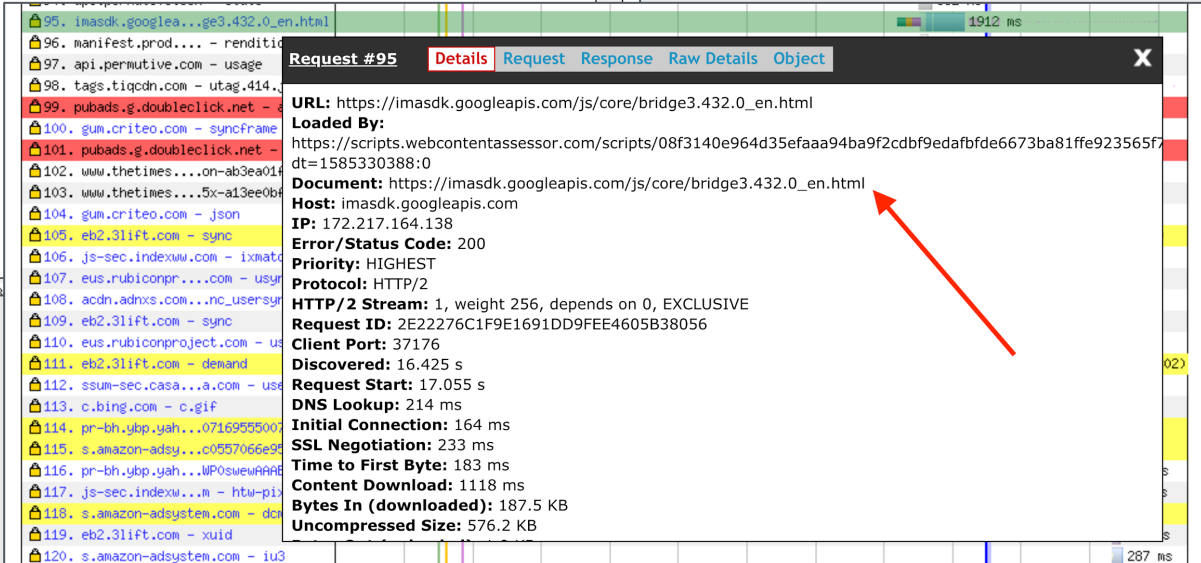 95. imasdk.googlea...ge3.432.0_en.html
1912 ms
96. manifest.prod.... – renditic
97. api.permutive.com – usage
98. tags.tiqcdn.com – utag.414.j
99. pubads.g.doubleclick.net – a
100. gum.criteo.com – syncframe
101. pubads.g.doubleclick.net –
102. www.thetimes....on-ab3ea01f
103. www.thetimes....5x-a13ee0bf
104. gum.criteo.com – json
105. eb2.3lift.com – sync
106. js-sec.indexww.com – ixmatc
107. eus.rubiconpr....com – usyn
108. acdn.adnxs.com...nc_usersyn
109. eb2.3lift.com – sync
110. eus.rubiconproject.com – us
111. eb2.3lift.com – demand
02)
112. ssum-sec.casa...a.com – use
113. c.bing.com – c.gif
114. pr-bh.ybp.yah...07169555007
115. s.amazon-adsy...c0557066e95
116. pr-bh.ybp.yah...WPOswewAAAE
117. js-sec.indexw...m – htw-pix
118. s.amazon-adsystem.com – dcm
119. eb2.3lift.com – xuid
120. s.amazon-adsystem.com – iu3
287 ms
Request #95
Details Request Response Raw Details Object X
URL: https://imasdk.googleapis.com/js/core/bridge3.432.0_en.html
Loaded By:
https://scripts.webcontentassessor.com/scripts/08f3140e964d35efaaa94ba9f2cdbf9edafbfde6673ba81ffe923565f7
dt=1585330388:0
Document: https://imasdk.googleapis.com/js/core/bridge3.432.0_en.html
Host: imasdk.googleapis.com
IP: 172.217.164.138
Error/Status Code: 200
Priority: HIGHEST
Protocol: HTTP/2
HTTP/2 Stream: 1, weight 256, depends on 0, EXCLUSIVE
Request ID: 2E22276C1F9E1691DD9FEE4605B38056
Client Port: 37176
Discovered: 16.425 s
Request Start: 17.055 s
DNS Lookup: 214 ms
Initial Connection: 164 ms
SSL Negotiation: 233 ms
Time to First Byte: 183 ms
Content Download: 1118 ms
Bytes In (downloaded): 187.5 KB
Uncompressed Size: 576.2 KB